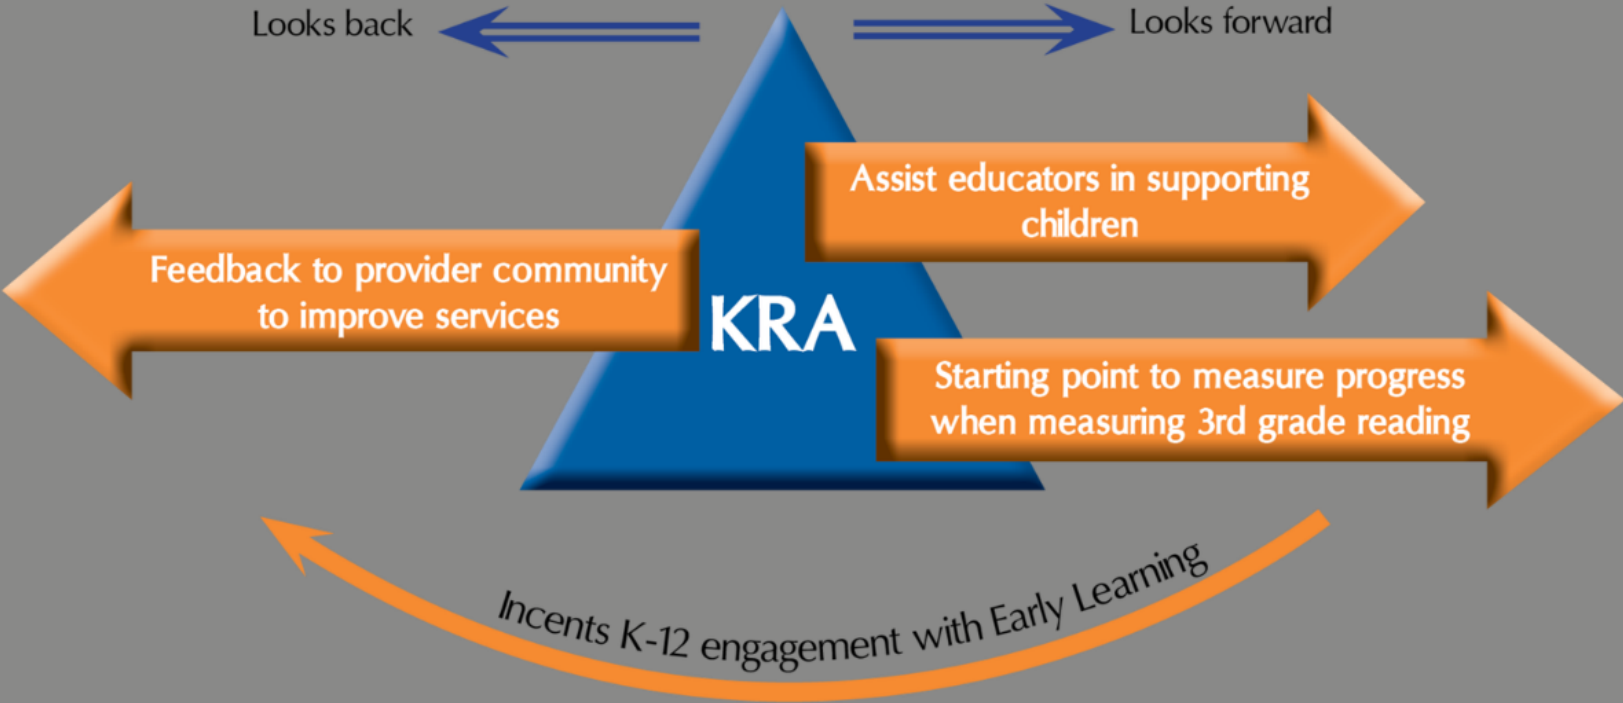 Looks back
Looks forward
Assist educators in supporting
children
Feedback to provider community
to improve services
KRA
Starting point to measure progress
when measuring 3rd grade reading
Incents K-12 engagement with Early Learning